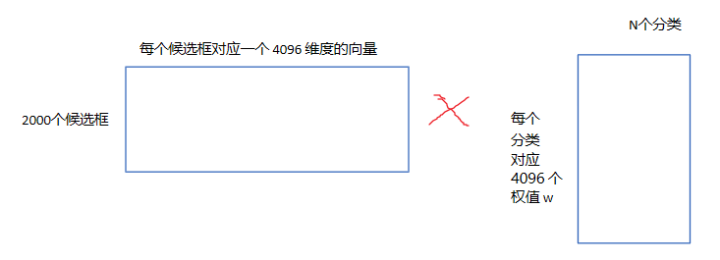 N个分类
每个候选框对应一个 4096 维度的向量
2000个候选框
每个
分类
对应
4096 个
权值 w